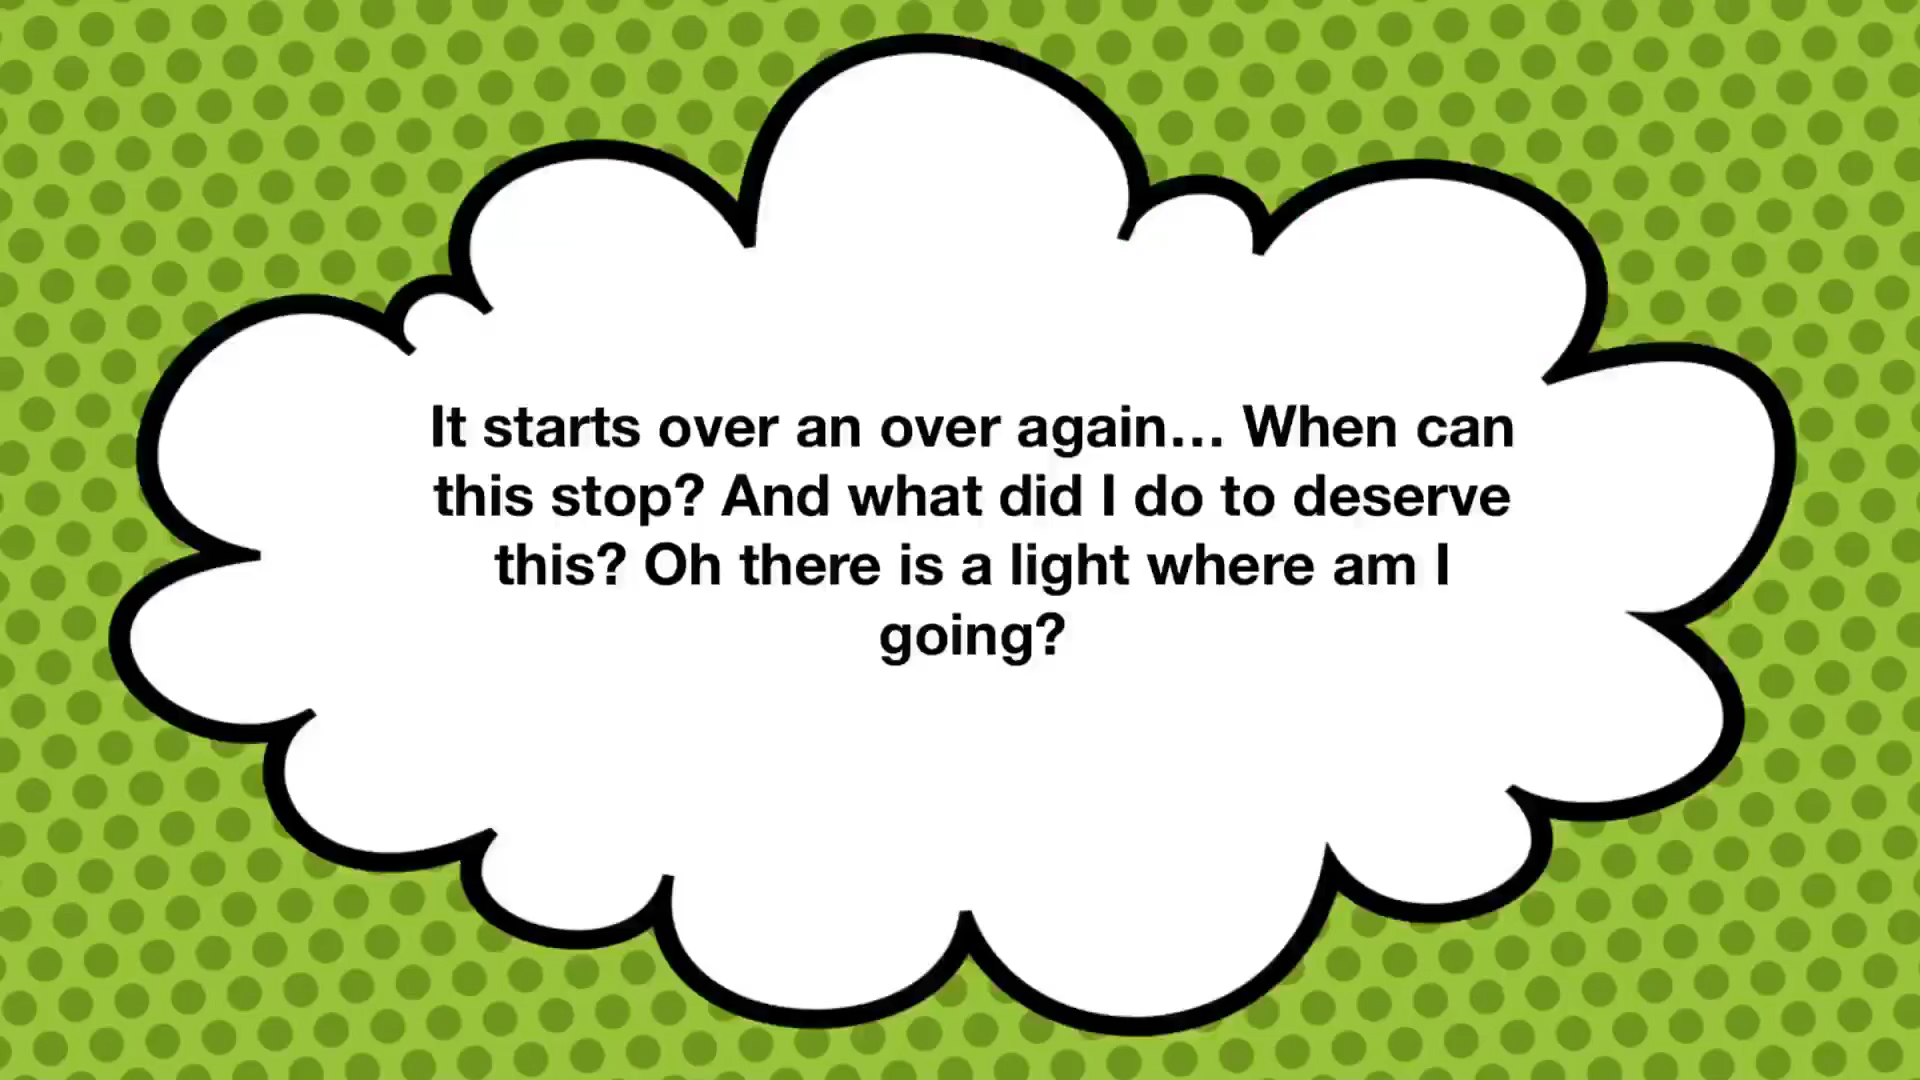 It starts over an over again... When can
this stop? And what did I do to deserve
this? Oh there is a light where am I
going?